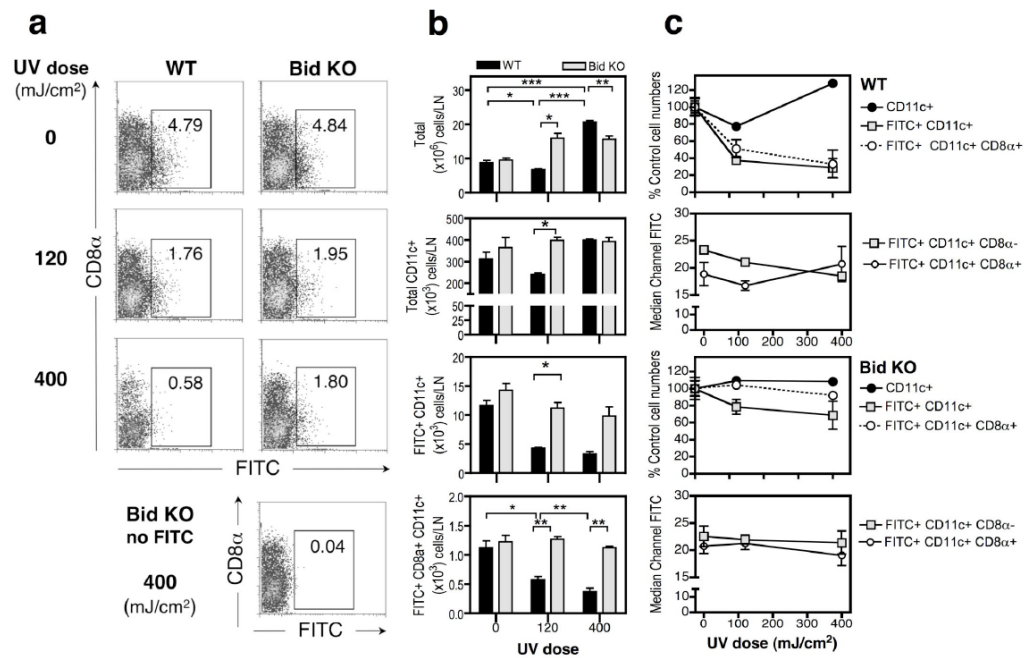 a
UV dose
(mJ/cm²)
WT
Bid KO
0
4.79
4.84
120
1.76
1.95
400
0.58
1.80
CD8α
FITC
Bid KO
no FITC
400
(mJ/cm²)
CD8α
0.04
FITC
b
WT
Bid KO
Total
(x10⁶) cells/LN
30
20
10
0
***
**
*
***
*
Total CD11c+
(x10³) cells/LN
500
400
300
200
50
25
0
*
FITC+ CD11c+
(x10³) cells/LN
20
15
10
5
0
*
FITC+ CD8a+ CD11c+
(x10³) cells/LN
2.0
1.5
1.0
0.5
0.0
*
**
**
**
0
120
400
UV dose
c
% Control cell numbers
120
100
80
60
40
20
0
WT
CD11c+
FITC+ CD11c+
FITC+ CD11c+ CD8α+
Median Channel FITC
30
25
20
15
10
0
FITC+ CD11c+ CD8α-
FITC+ CD11c+ CD8α+
0
100
200
300
400
% Control cell numbers
120
100
80
60
40
20
0
Bid KO
CD11c+
FITC+ CD11c+
FITC+ CD11c+ CD8α+
Median Channel FITC
30
25
20
15
10
0
FITC+ CD11c+ CD8α-
FITC+ CD11c+ CD8α+
0
100
200
300
400
UV dose (mJ/cm²)